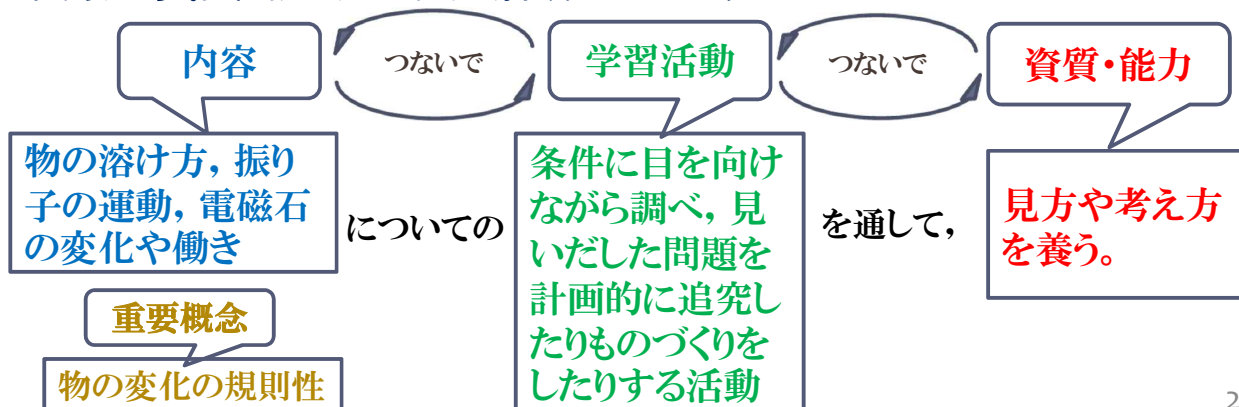 内容
つないで
学習活動
つないで
資質・能力
物の溶け方，振り
子の運動，電磁石
の変化や働き
についての
条件に目を向け
ながら調べ，見
いだした問題を
計画的に追究し
たりものづくりを
したりする活動
を通して，
見方や考え方
を養う。
重要概念
物の変化の規則性
2